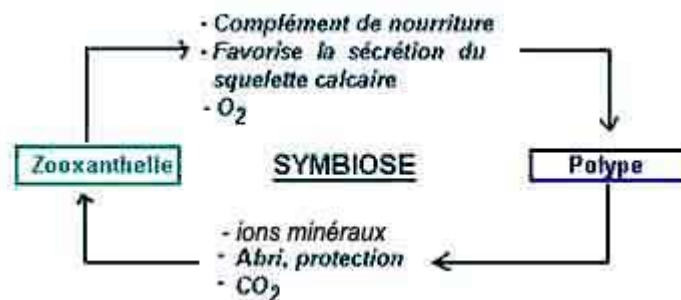 - Complément de nourriture
- Favorise la sécrétion du
squelette calcaire
- O₂
Zooxanthelle
SYMBIOSE
Polype
- ions minéraux
- Abri, protection
- CO₂